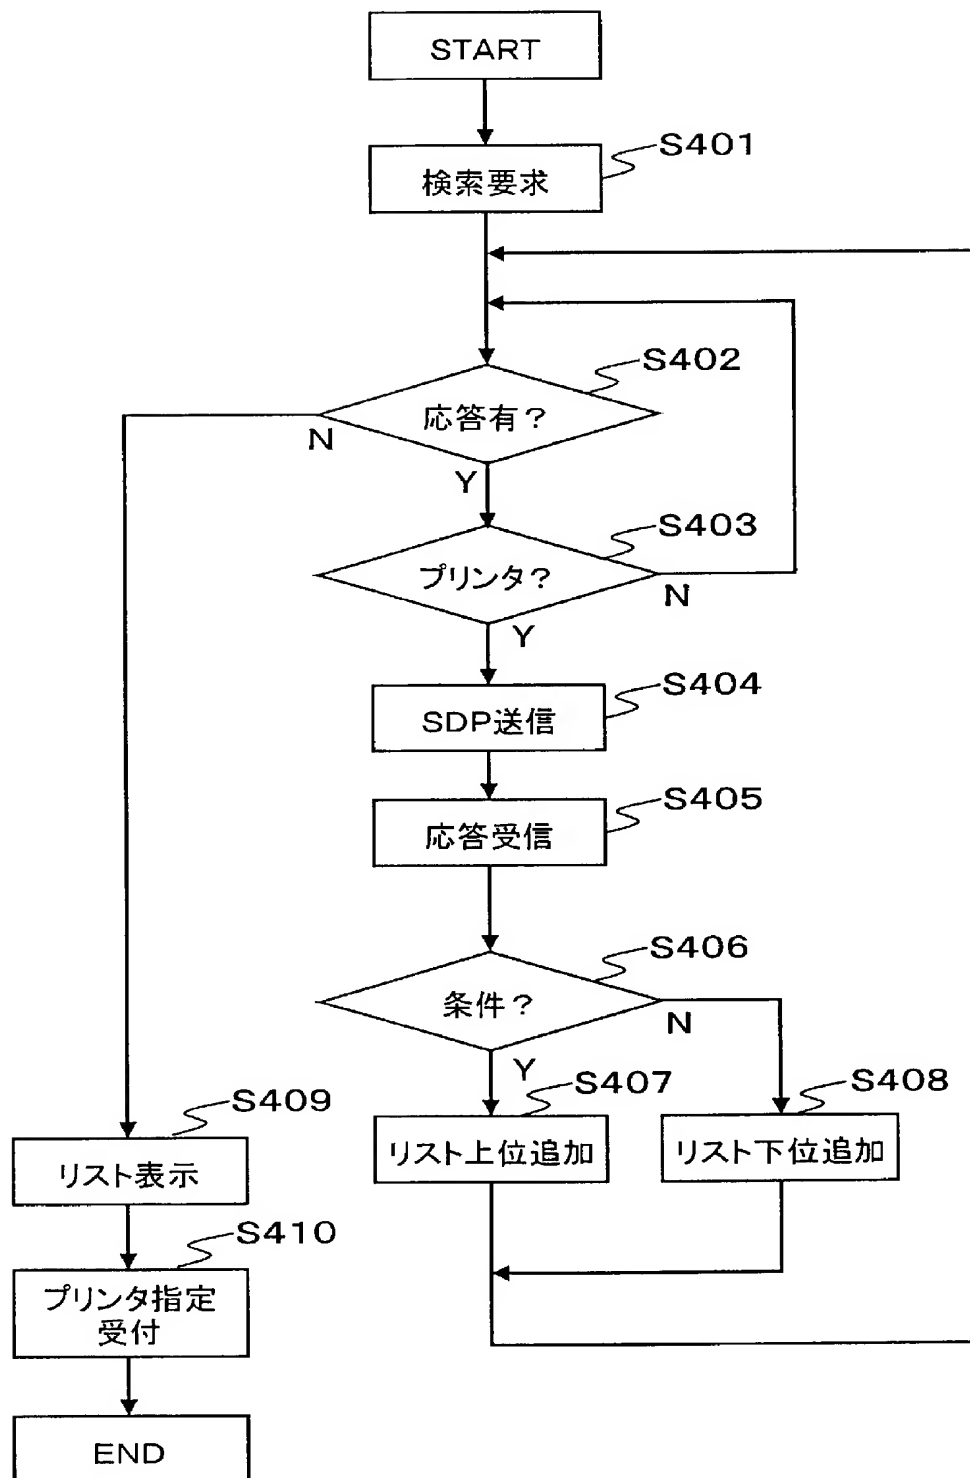 START
S401
検索要求
S402
応答有？
N
Y
S403
プリンタ？
N
Y
S404
SDP送信
S405
応答受信
S406
条件？
N
Y
S407
リスト上位追加
S408
リスト下位追加
S409
リスト表示
S410
プリンタ指定
受付
END